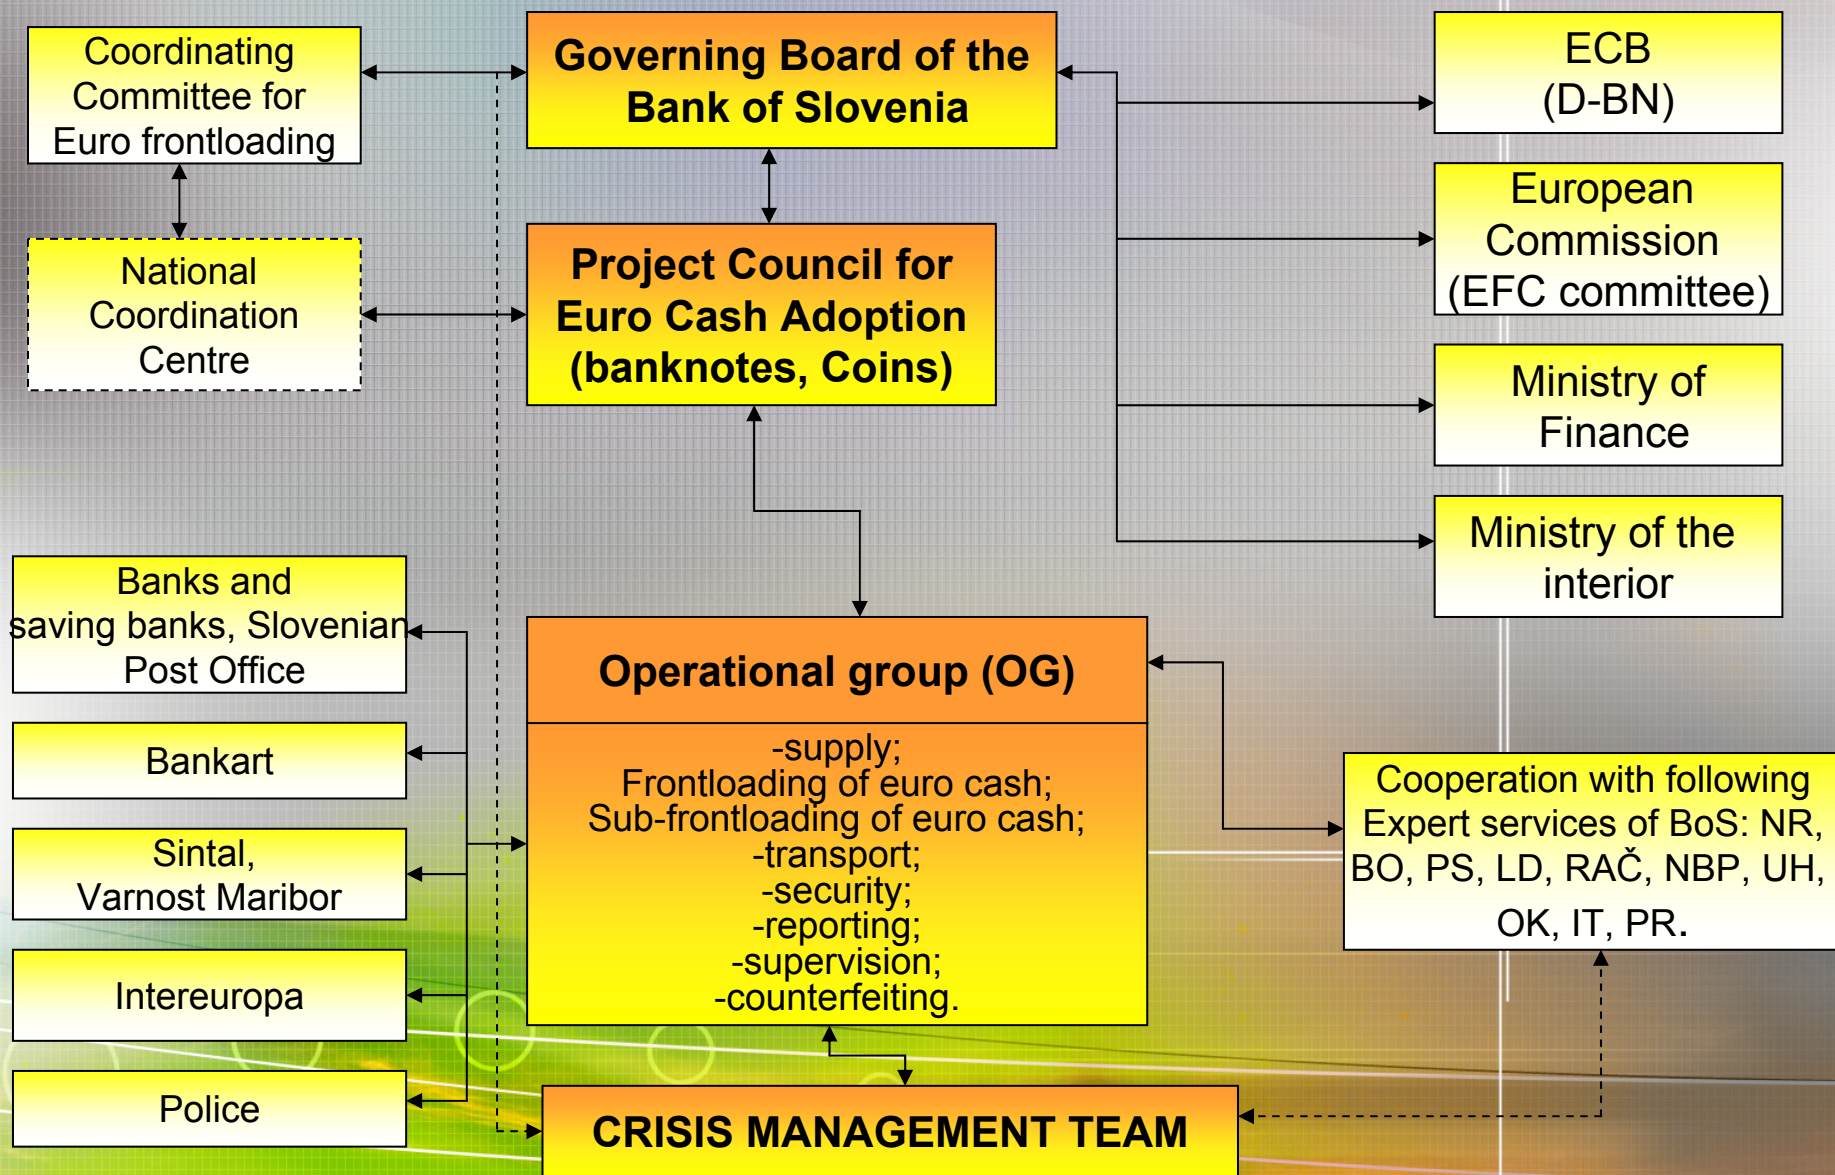 Coordinating
Committee for
Euro frontloading
Governing Board of the
Bank of Slovenia
ECB
(D-BN)
European
Commission
(EFC committee)
National
Coordination
Centre
Project Council for
Euro Cash Adoption
(banknotes, Coins)
Ministry of
Finance
Ministry of the
interior
Banks and
saving banks, Slovenian
Post Office
Bankart
Sintal,
Varnost Maribor
Intereuropa
Police
Operational group (OG)
-supply;
Frontloading of euro cash;
Sub-frontloading of euro cash;
-transport;
-security;
-reporting;
-supervision;
-counterfeiting.
Cooperation with following
Expert services of BoS: NR,
BO, PS, LD, RAČ, NBP, UH,
OK, IT, PR.
CRISIS MANAGEMENT TEAM